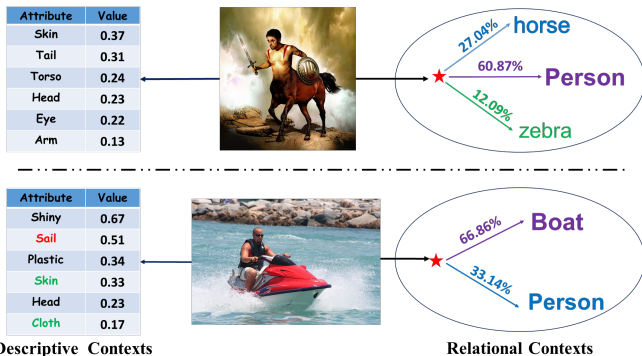 Attribute Value
Skin 0.37
Tail 0.31
Torso 0.24
Head 0.23
Eye 0.22
Arm 0.13
27.04% horse
60.87% Person
12.09% zebra
Attribute Value
Shiny 0.67
Sail 0.51
Plastic 0.34
Skin 0.33
Head 0.23
Cloth 0.17
66.86% Boat
33.14% Person
Descriptive Contexts
Relational Contexts